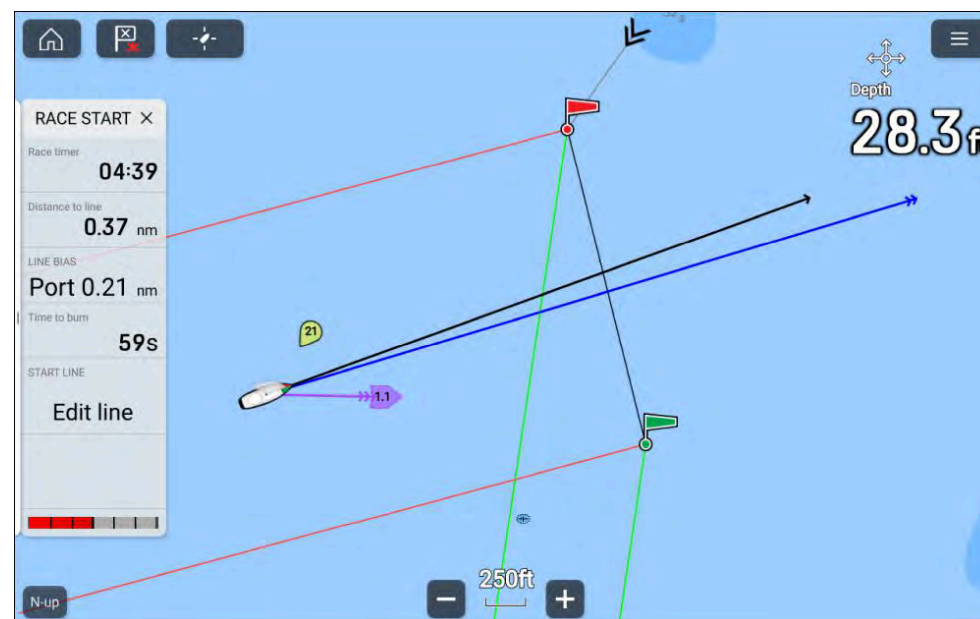 RACE START
Race timer
04:39
Distance to line
0.37 nm
LINE BIAS
Port 0.21 nm
Time to burn
59s
START LINE
Edit line
N-up
21
1.1
250ft
Depth
28.3